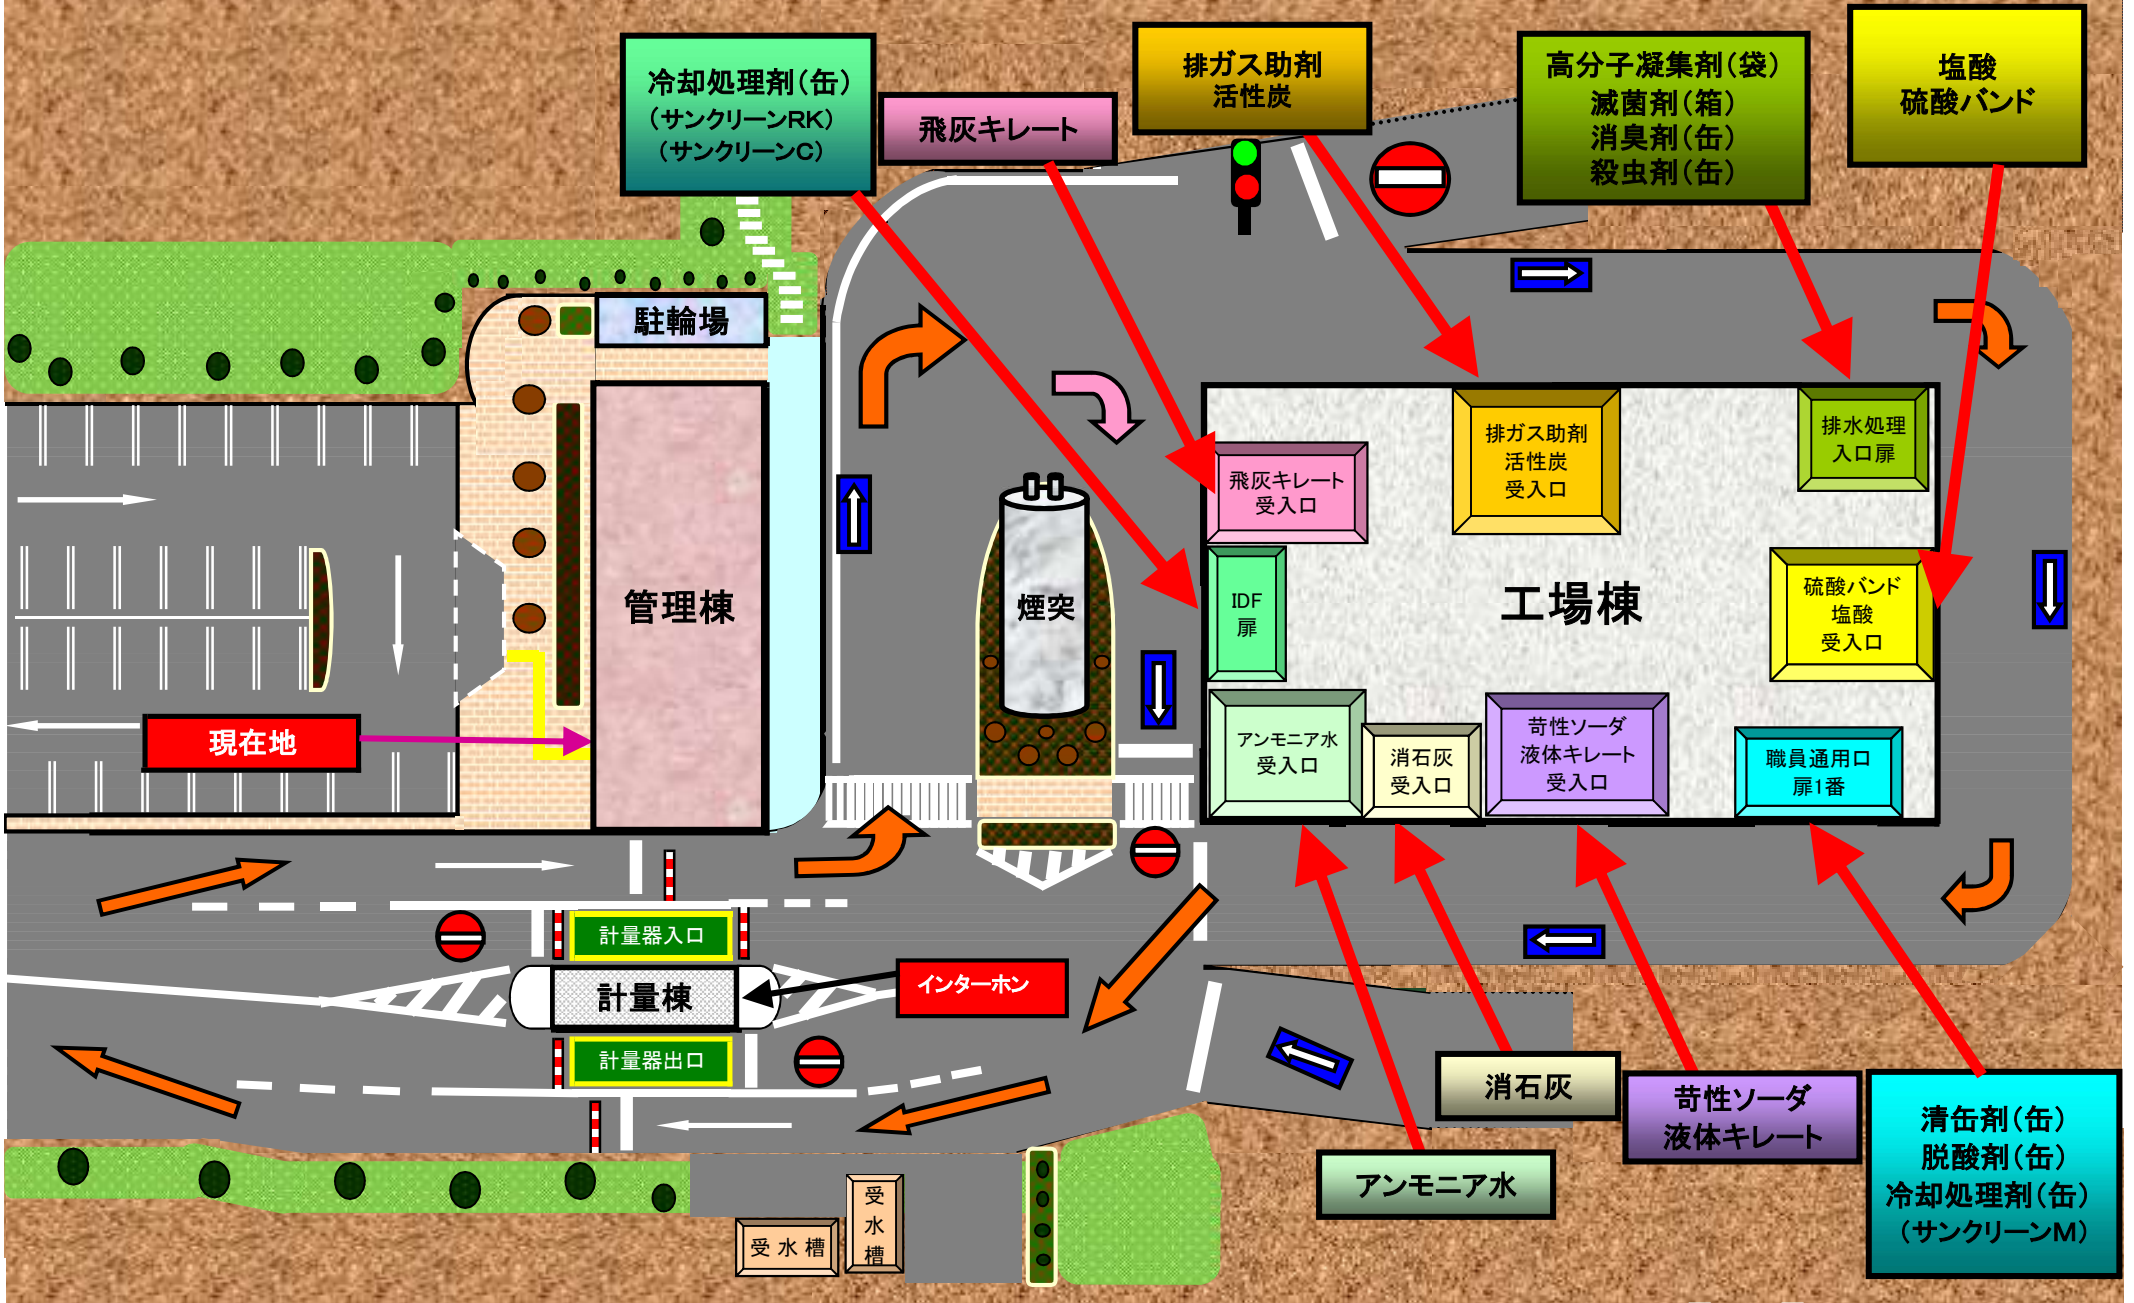 冷却処理剤(缶)
(サンクリーンRK)
(サンクリーンC)
飛灰キレート
排ガス助剤
活性炭
高分子凝集剤(袋)
滅菌剤(箱)
消臭剤(缶)
殺虫剤(缶)
塩酸
硫酸バンド
駐輪場
管理棟
煙突
飛灰キレート
受入口
排ガス助剤
活性炭
受入口
排水処理
入口扉
IDF
扉
工場棟
硫酸バンド
塩酸
受入口
アンモニア水
受入口
消石灰
受入口
苛性ソーダ
液体キレート
受入口
職員通用口
扉1番
現在地
計量器入口
計量棟
インターホン
計量器出口
消石灰
苛性ソーダ
液体キレート
アンモニア水
清缶剤(缶)
脱酸剤(缶)
冷却処理剤(缶)
(サンクリーンM)
受水槽
受
水
槽